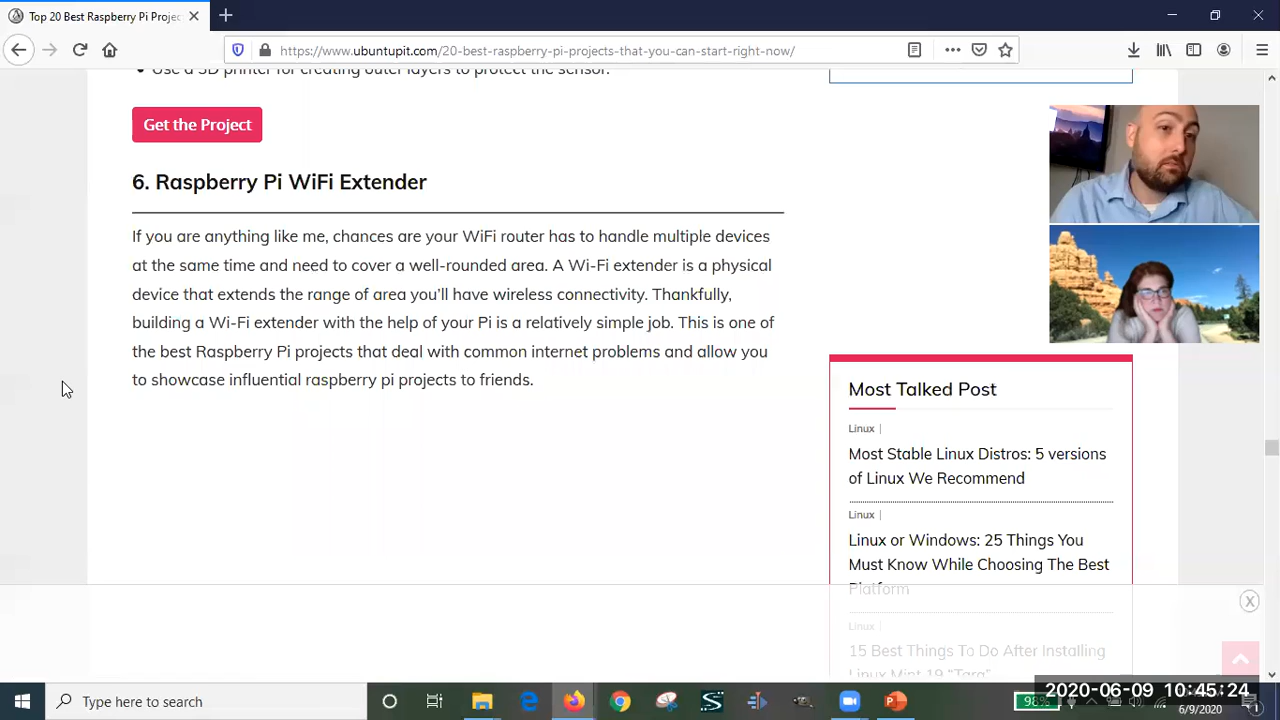 Top 20 Best Raspberry Pi Projec
https://www.ubuntupit.com/20-best-raspberry-pi-projects-that-you-can-start-right-now/
Use a 3D printer for creating outer layers to protect the sensor.
Get the Project
6. Raspberry Pi WiFi Extender
If you are anything like me, chances are your WiFi router has to handle multiple devices
at the same time and need to cover a well-rounded area. A Wi-Fi extender is a physical
device that extends the range of area you'll have wireless connectivity. Thankfully,
building a Wi-Fi extender with the help of your Pi is a relatively simple job. This is one of
the best Raspberry Pi projects that deal with common internet problems and allow you
to showcase influential raspberry pi projects to friends.
Most Talked Post
Linux |
Most Stable Linux Distros: 5 versions
of Linux We Recommend
Linux |
Linux or Windows: 25 Things You
Must Know While Choosing The Best
Platform
Linux |
15 Best Things To Do After Installing
Linux Mint 19 "Tara"
Type here to search
98%
2020-06-09 10:45:24
6/9/2020